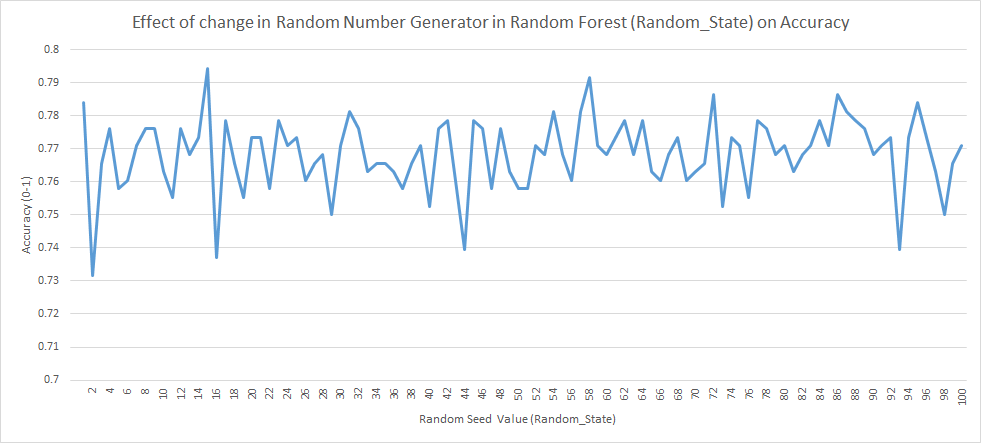 Effect of change in Random Number Generator in Random Forest (Random_State) on Accuracy
0.8
0.79
0.78
0.77
0.76
0.75
0.74
0.73
0.72
0.71
0.7
Accuracy (0-1)
2 4 6 8 10 12 14 16 18 20 22 24 26 28 30 32 34 36 38 40 42 44 46 48 50 52 54 56 58 60 62 64 66 68 70 72 74 76 78 80 82 84 86 88 90 92 94 96 98 100
Random Seed Value (Random_State)